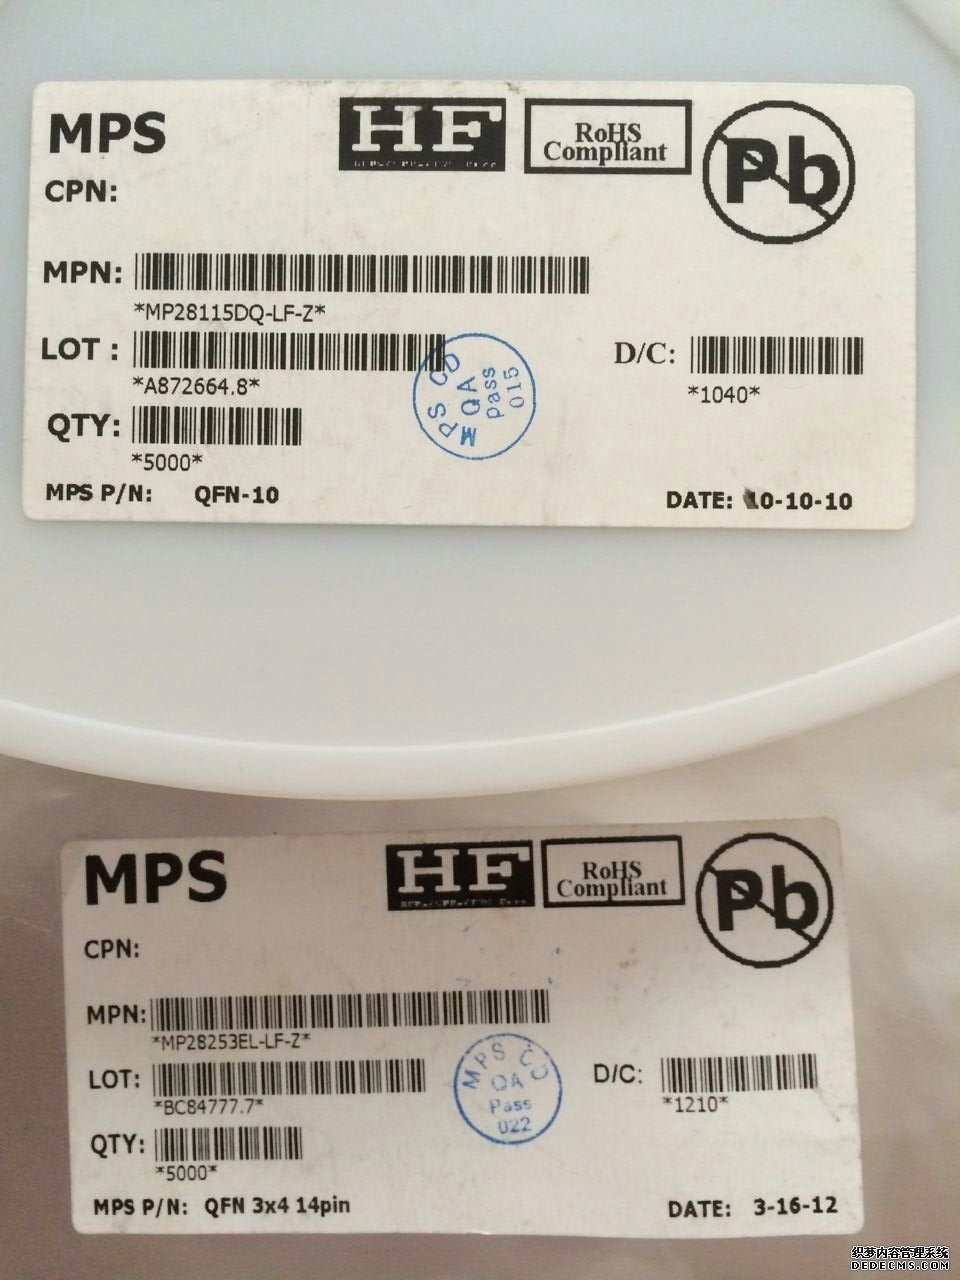 MPS
HF
RoHS
Compliant
Pb
CPN:
MPN:
*MP28115DQ-LF-Z*
LOT :
*A872664.8*
D/C:
*1040*
QTY:
*5000*
MPS CD
QA
Pass
015
MPS P/N: QFN-10
DATE: 10-10-10
MPS
HF
RoHS
Compliant
Pb
CPN:
MPN:
*MP28253EL-LF-Z*
LOT:
*BC84777.7*
D/C:
*1210*
QTY:
*5000*
MPS CD
QA
Pass
022
MPS P/N: QFN 3x4 14pin
DATE: 3-16-12
织梦内容管理系统
DEDECMS.COM